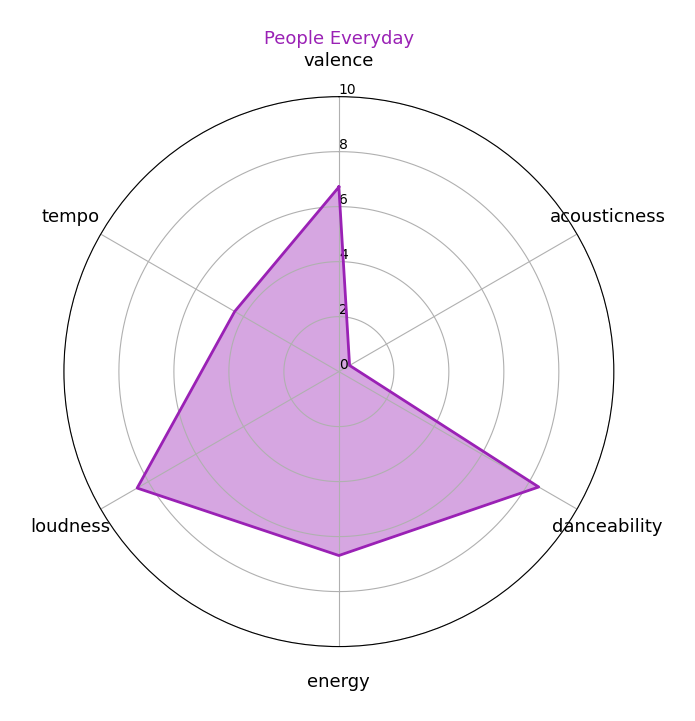 People Everyday
valence
10
8
6
4
2
0
tempo
acousticness
loudness
danceability
energy